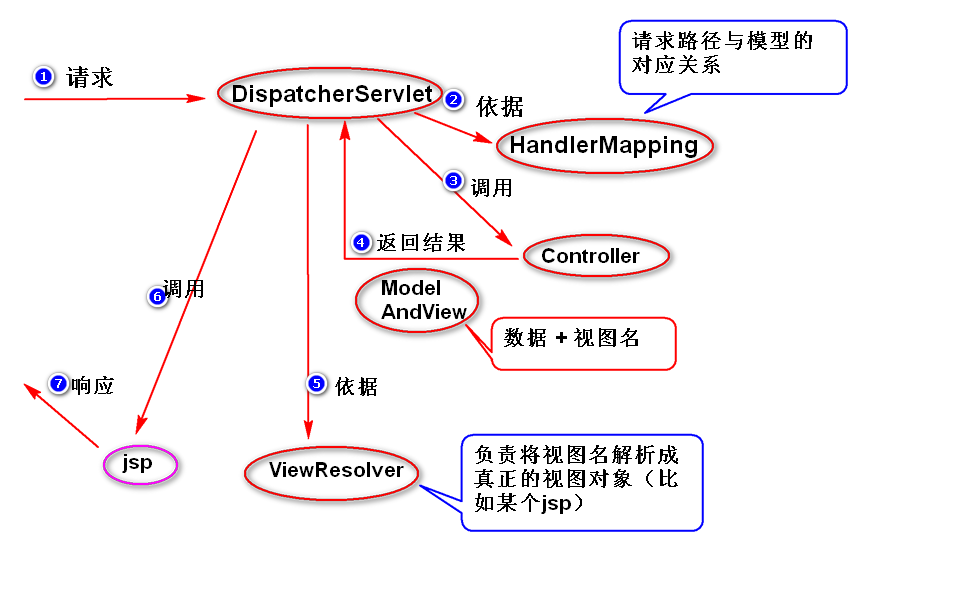 ① 请求
DispatcherServlet
② 依据
请求路径与模型的
对应关系
HandlerMapping
③ 调用
④ 返回结果
Controller
Model
AndView
数据 + 视图名
⑥ 调用
⑤ 依据
⑦ 响应
jsp
ViewResolver
负责将视图名解析成
真正的视图对象（比
如某个jsp）